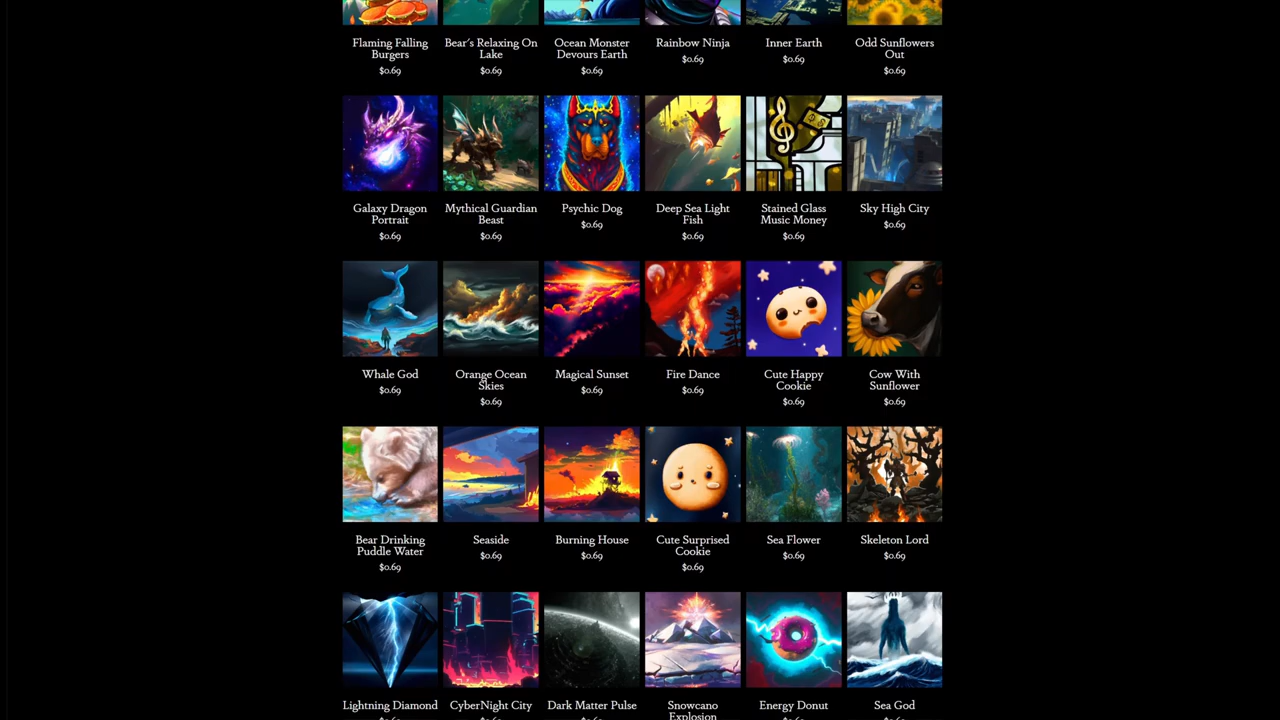 Flaming Falling
Burgers
$0.69
Bear's Relaxing On
Lake
$0.69
Ocean Monster
Devours Earth
$0.69
Rainbow Ninja
$0.69
Inner Earth
$0.69
Odd Sunflowers
Out
$0.69
Galaxy Dragon
Portrait
$0.69
Mythical Guardian
Beast
$0.69
Psychic Dog
$0.69
Deep Sea Light
Fish
$0.69
Stained Glass
Music Money
$0.69
Sky High City
$0.69
Whale God
$0.69
Orange Ocean
Skies
$0.69
Magical Sunset
$0.69
Fire Dance
$0.69
Cute Happy
Cookie
$0.69
Cow With
Sunflower
$0.69
Bear Drinking
Puddle Water
$0.69
Seaside
$0.69
Burning House
$0.69
Cute Surprised
Cookie
$0.69
Sea Flower
$0.69
Skeleton Lord
$0.69
Lightning Diamond
CyberNight City
Dark Matter Pulse
Snowcano
Explosion
Energy Donut
Sea God